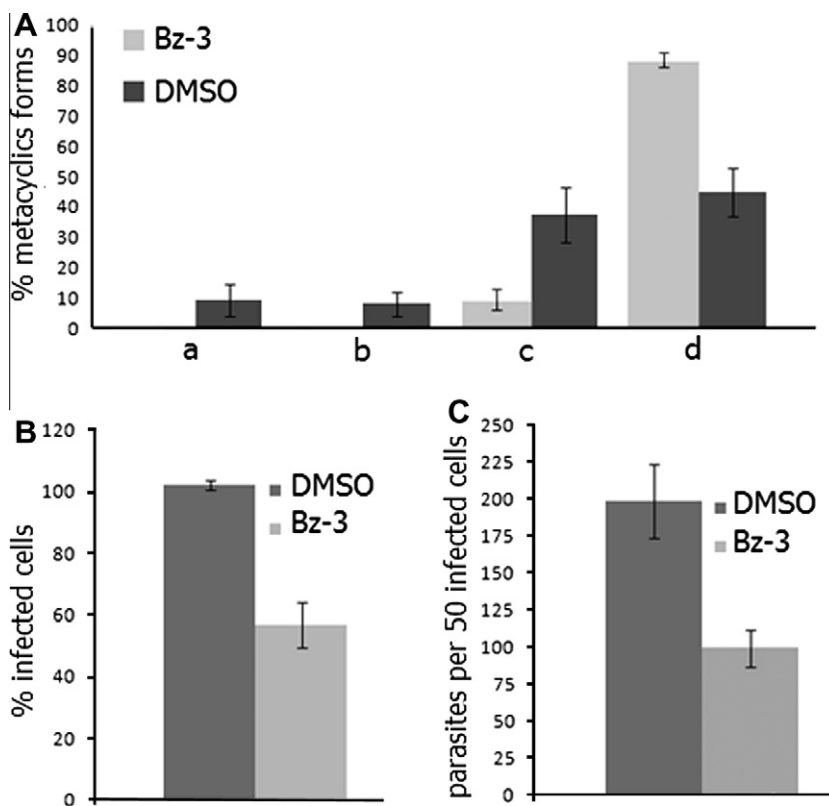 A
% metacyclics forms
100
90
80
70
60
50
40
30
20
10
0
Bz-3
DMSO
a b c d
B
% infected cells
120
100
80
60
40
20
0
DMSO
Bz-3
C
parasites per 50 infected cells
250
225
200
175
150
125
100
75
50
25
0
DMSO
Bz-3